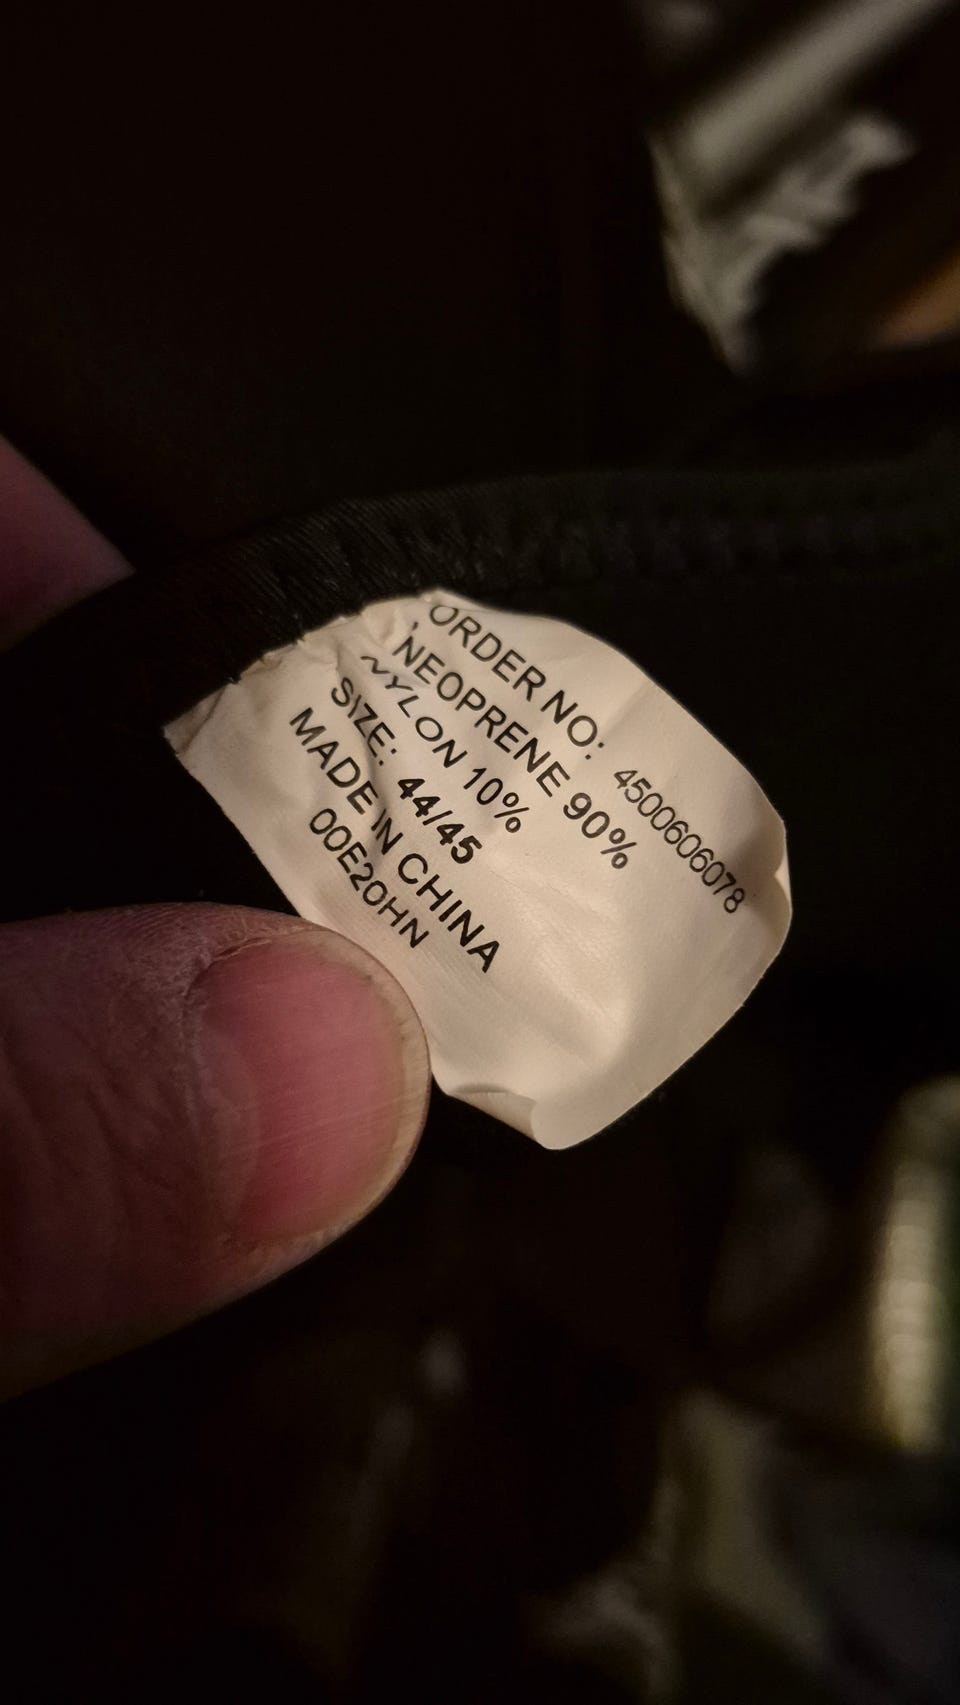 ORDER NO: 4500606078
NEOPRENE 90%
NYLON 10%
SIZE: 44/45
MADE IN CHINA
00E20HN